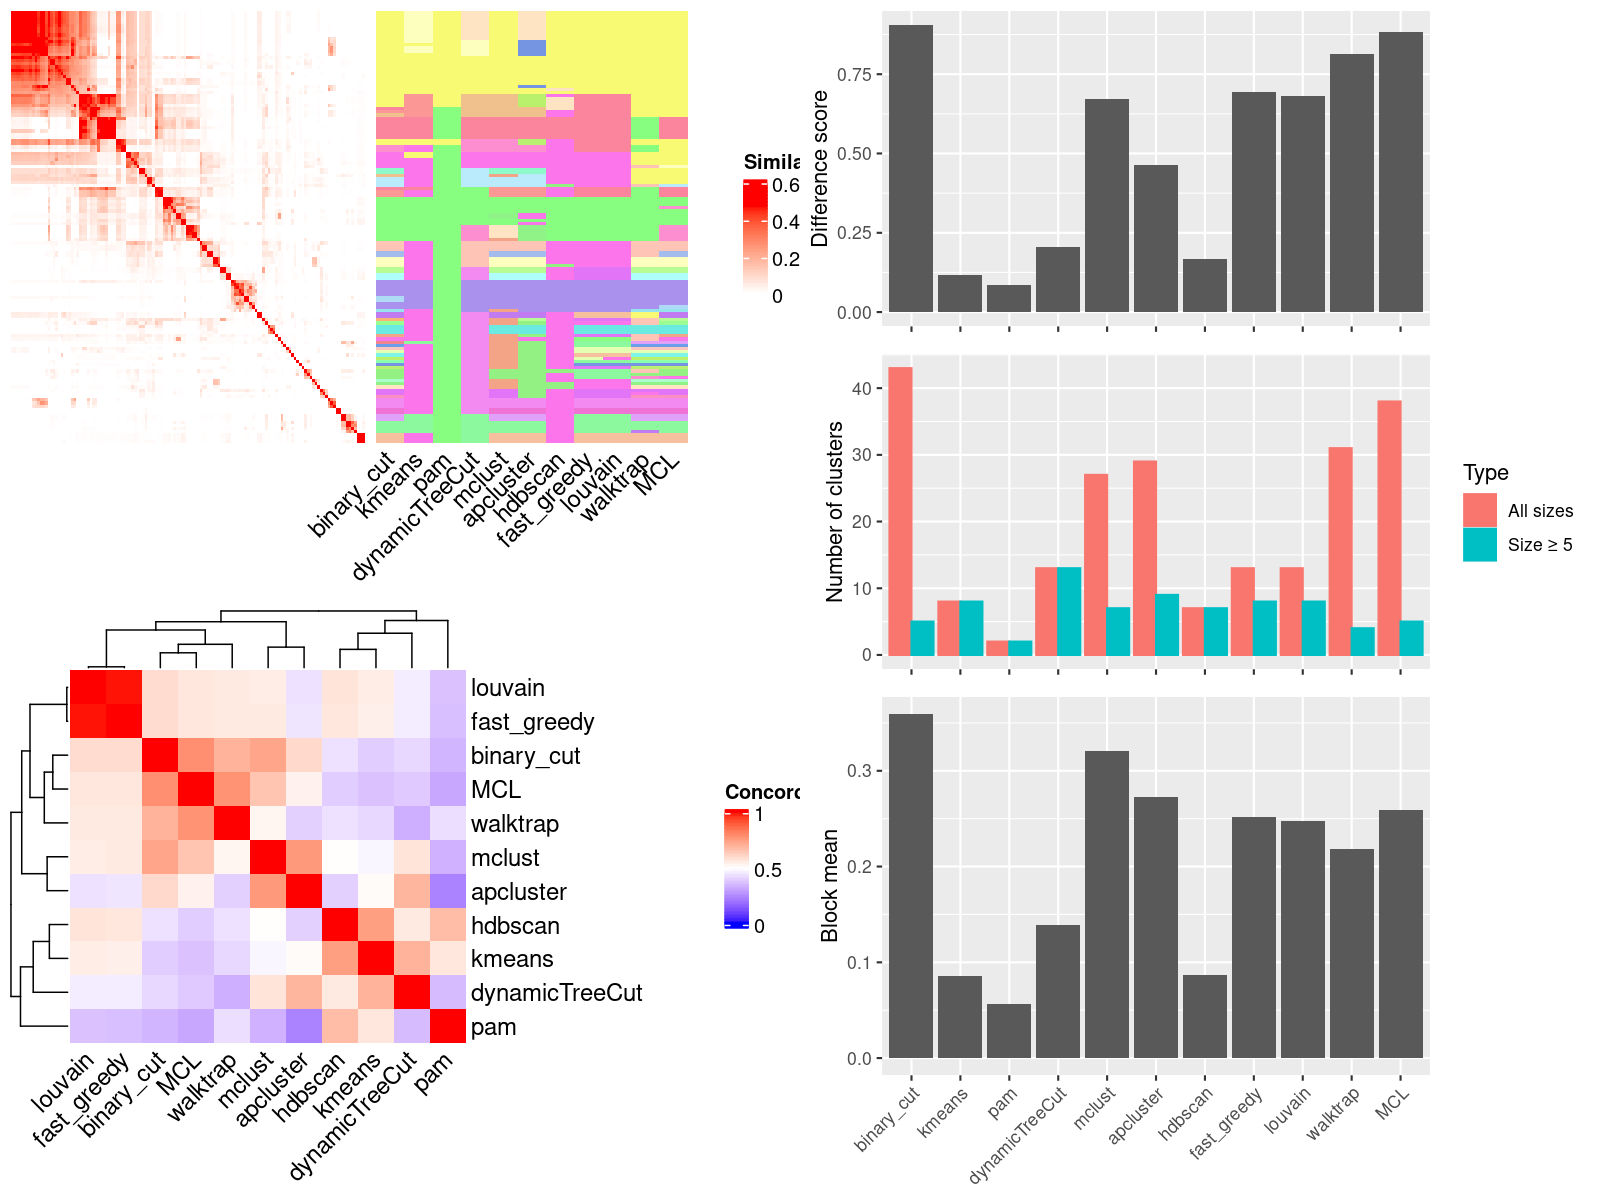 Simila
0.6
0.4
0.2
0
binary_cut
kmeans
pam
dynamicTreeCut
mclust
apcluster
hdbscan
fast_greedy
louvain
walktrap
MCL
Difference score
0.75
0.50
0.25
0.00
Number of clusters
40
30
20
10
0
Type
All sizes
Size ≥ 5
louvain
fast_greedy
binary_cut
MCL
walktrap
mclust
apcluster
hdbscan
kmeans
dynamicTreeCut
pam
louvain
fast_greedy
binary_cut
MCL
walktrap
mclust
apcluster
hdbscan
kmeans
dynamicTreeCut
pam
Concord
1
0.5
0
Block mean
0.3
0.2
0.1
0.0
binary_cut
kmeans
pam
dynamicTreeCut
mclust
apcluster
hdbscan
fast_greedy
louvain
walktrap
MCL